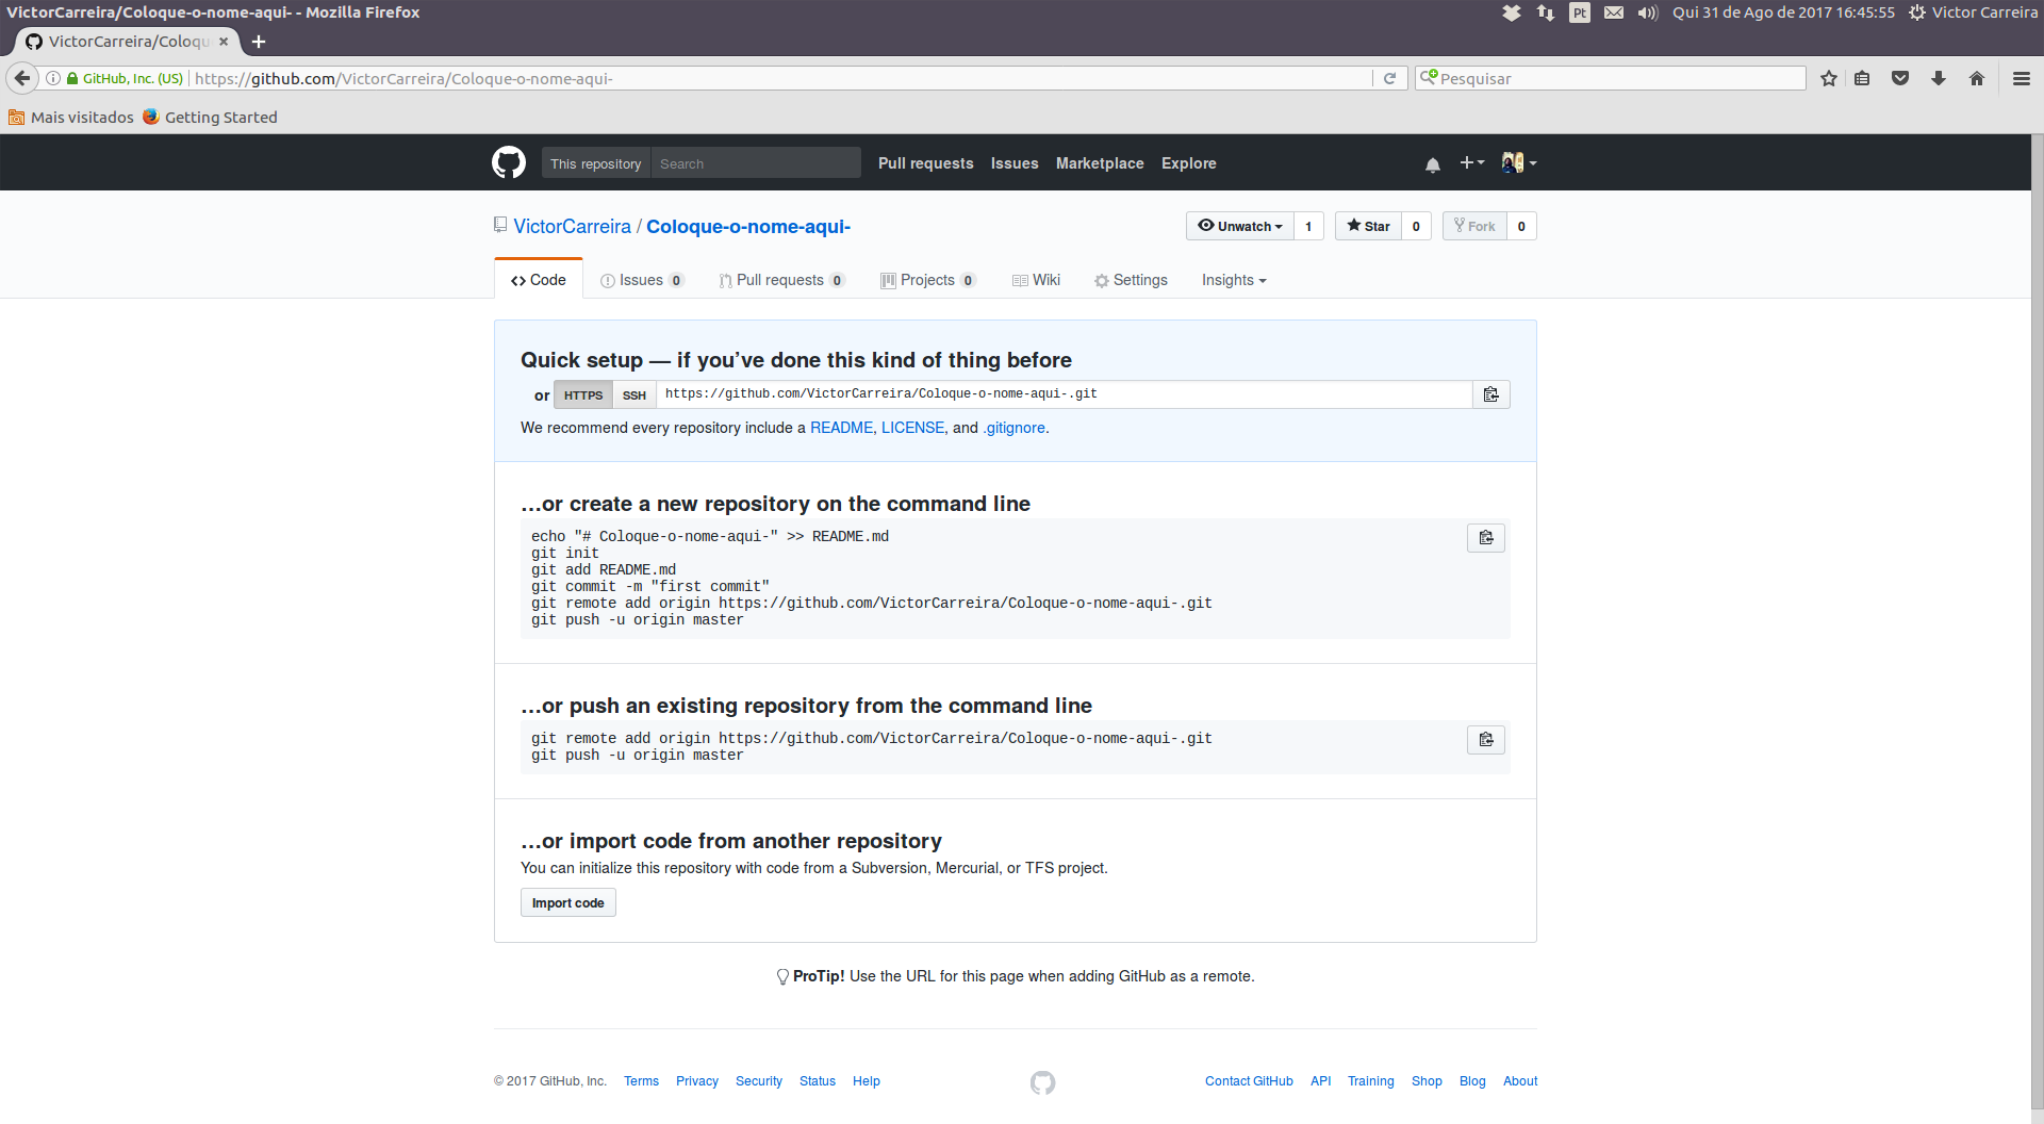 VictorCarreira/Coloque-o-nome-aqui- - Mozilla Firefox
Pt Qui 31 de Ago de 2017 16:45:55 Victor Carreira
VictorCarreira/Coloqu
GitHub, Inc. (US) https://github.com/VictorCarreira/Coloque-o-nome-aqui- Pesquisar
Mais visitados Getting Started
This repository Search Pull requests Issues Marketplace Explore
VictorCarreira / Coloque-o-nome-aqui- Unwatch 1 Star 0 Fork 0
Code Issues 0 Pull requests 0 Projects 0 Wiki Settings Insights
Quick setup — if you’ve done this kind of thing before
or HTTPS SSH https://github.com/VictorCarreira/Coloque-o-nome-aqui-.git
We recommend every repository include a README, LICENSE, and .gitignore.
…or create a new repository on the command line
echo "# Coloque-o-nome-aqui-" >> README.md
git init
git add README.md
git commit -m "first commit"
git remote add origin https://github.com/VictorCarreira/Coloque-o-nome-aqui-.git
git push -u origin master
…or push an existing repository from the command line
git remote add origin https://github.com/VictorCarreira/Coloque-o-nome-aqui-.git
git push -u origin master
…or import code from another repository
You can initialize this repository with code from a Subversion, Mercurial, or TFS project.
Import code
ProTip! Use the URL for this page when adding GitHub as a remote.
© 2017 GitHub, Inc. Terms Privacy Security Status Help Contact GitHub API Training Shop Blog About